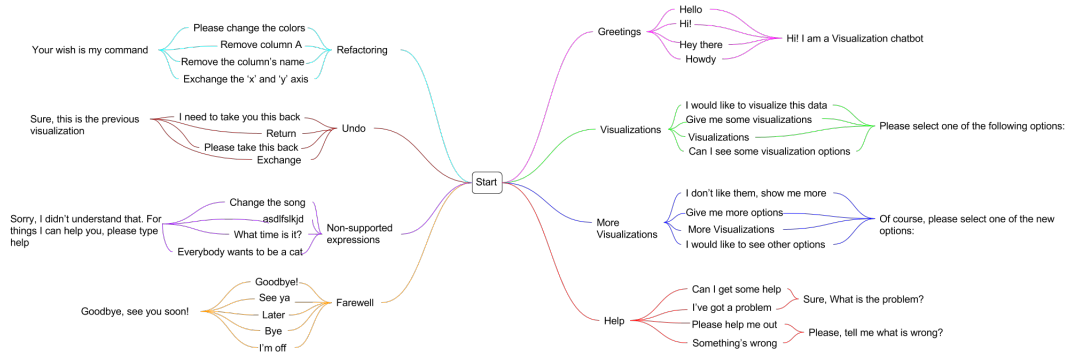 Start
Refactoring
Please change the colors
Remove column A
Remove the column's name
Exchange the 'x' and 'y' axis
Your wish is my command
Undo
I need to take you this back
Return
Please take this back
Exchange
Sure, this is the previous
visualization
Non-supported
expressions
Change the song
asdlfslkjd
What time is it?
Everybody wants to be a cat
Sorry, I didn't understand that. For
things I can help you, please type
help
Farewell
Goodbye!
See ya
Later
Bye
I'm off
Goodbye, see you soon!
Greetings
Hello
Hi!
Hey there
Howdy
Hi! I am a Visualization chatbot
Visualizations
I would like to visualize this data
Give me some visualizations
Visualizations
Can I see some visualization options
Please select one of the following options:
More
Visualizations
I don't like them, show me more
Give me more options
More Visualizations
I would like to see other options
Of course, please select one of the new
options:
Help
Can I get some help
I've got a problem
Please help me out
Something's wrong
Sure, What is the problem?
Please, tell me what is wrong?